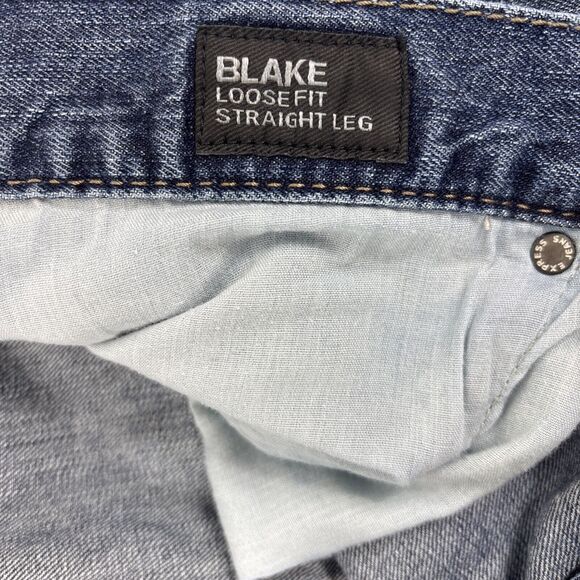 BLAKE
LOOSE FIT
STRAIGHT LEG
EXPRESS
JEANS